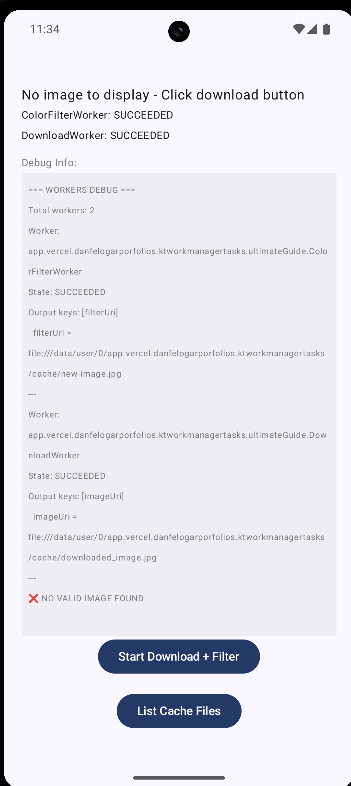 11:34
No image to display - Click download button
ColorFilterWorker: SUCCEEDED
DownloadWorker: SUCCEEDED
Debug Info:
=== WORKERS DEBUG ===
Total workers: 2
Worker:
app.vercel.danfelogarporfolios.ktworkmanagertasks.ultimateGuide.Colo
rFilterWorker
State: SUCCEEDED
Output keys: [filterUri]
filterUri =
file:///data/user/0/app.vercel.danfelogarporfolios.ktworkmanagertasks
/cache/new-image.jpg
---
Worker:
app.vercel.danfelogarporfolios.ktworkmanagertasks.ultimateGuide.Dow
nloadWorker
State: SUCCEEDED
Output keys: [imageUri]
imageUri =
file:///data/user/0/app.vercel.danfelogarporfolios.ktworkmanagertasks
/cache/downloaded_image.jpg
---
❌ NO VALID IMAGE FOUND
Start Download + Filter
List Cache Files